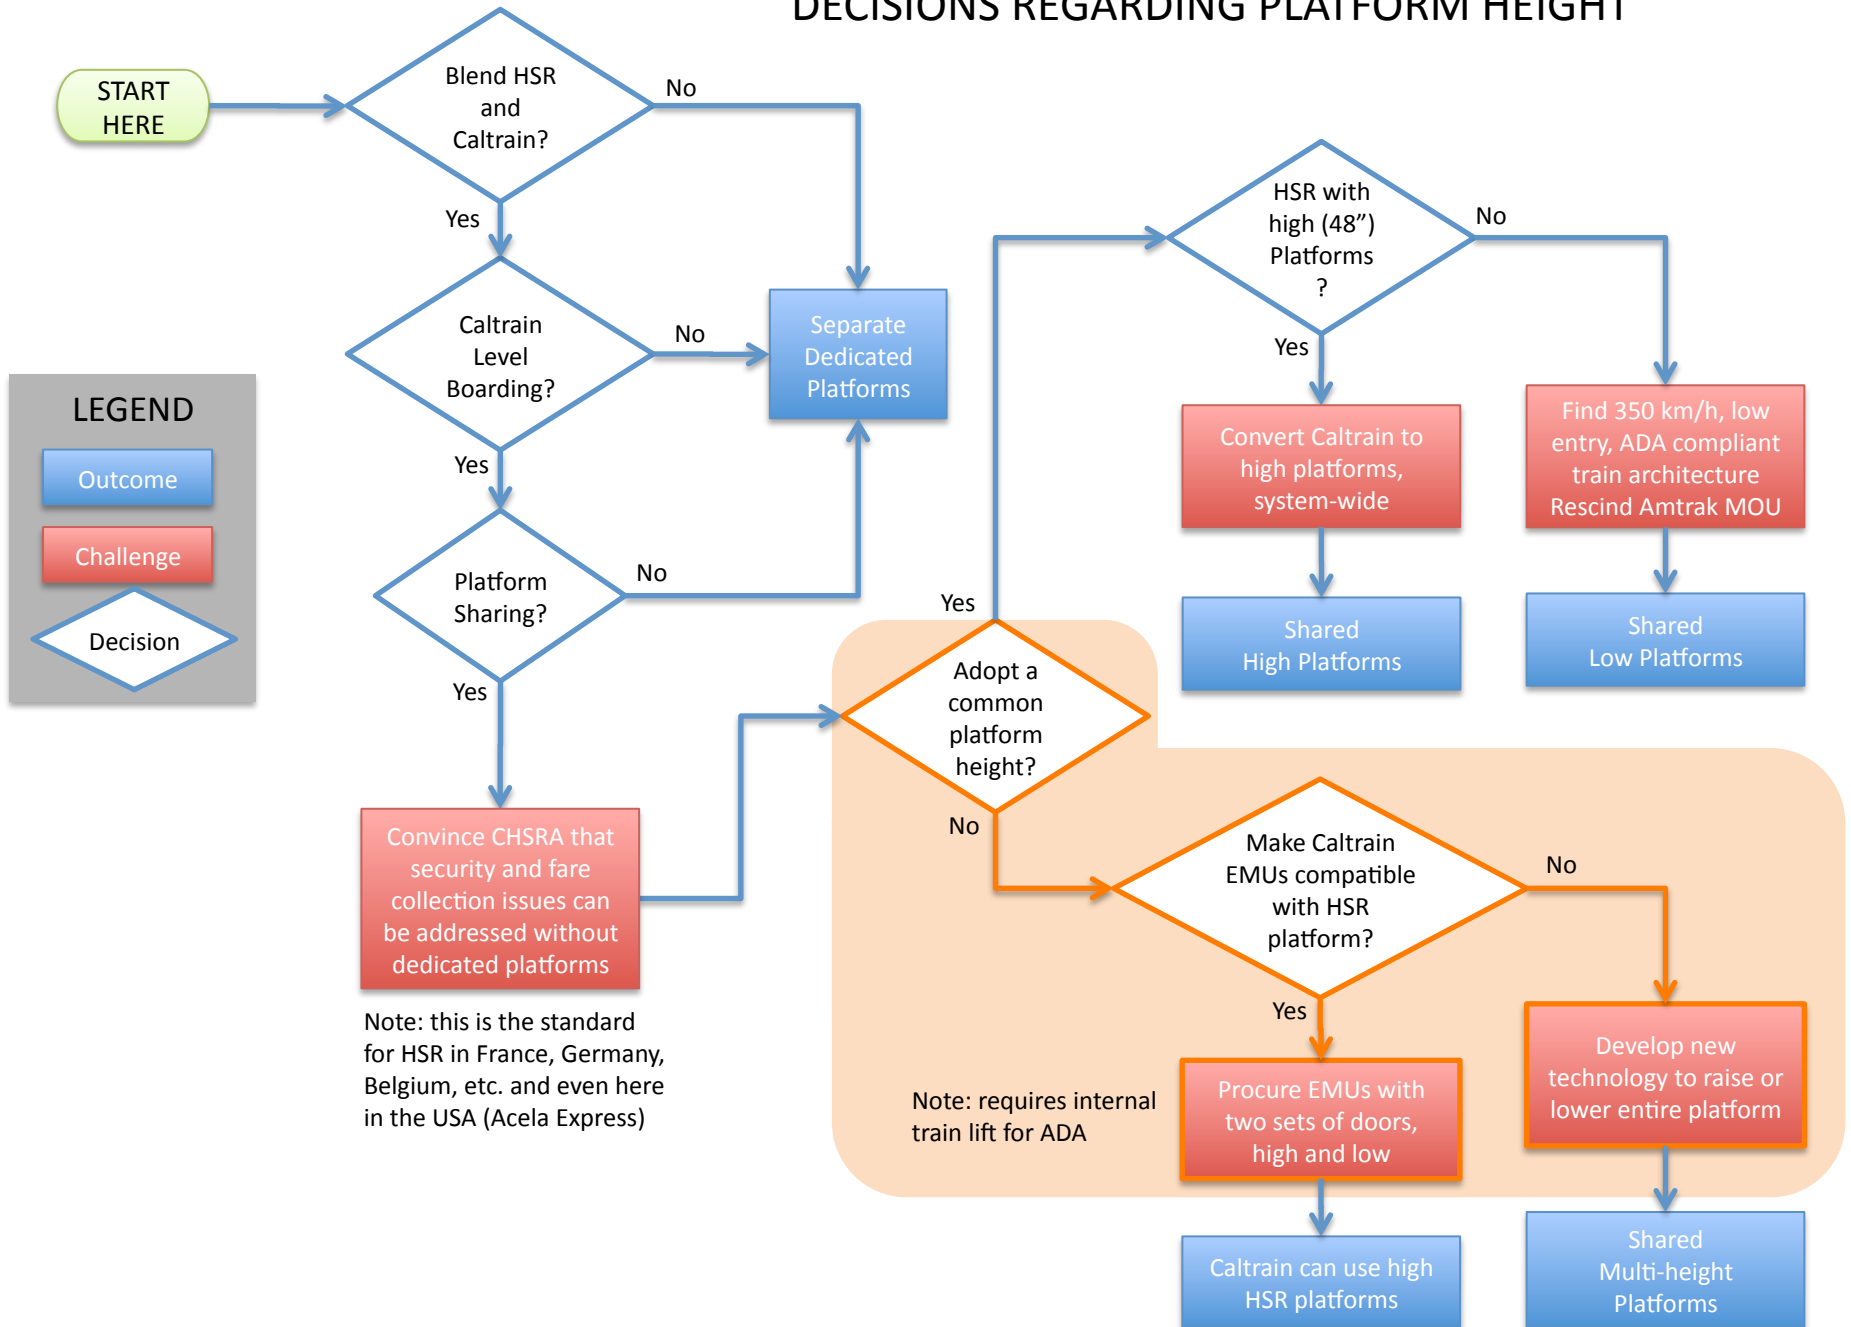 DECISIONS REGARDING PLATFORM HEIGHT
START
HERE
Blend HSR
and
Caltrain?
No
Yes
Caltrain
Level
Boarding?
No
Yes
Separate
Dedicated
Platforms
Platform
Sharing?
No
Yes
LEGEND
Outcome
Challenge
Decision
Convince CHSRA that
security and fare
collection issues can
be addressed without
dedicated platforms
Note: this is the standard
for HSR in France, Germany,
Belgium, etc. and even here
in the USA (Acela Express)
Adopt a
common
platform
height?
Yes
No
HSR with
high (48”)
Platforms
?
No
Yes
Convert Caltrain to
high platforms,
system-wide
Find 350 km/h, low
entry, ADA compliant
train architecture
Rescind Amtrak MOU
Shared
High Platforms
Shared
Low Platforms
Make Caltrain
EMUs compatible
with HSR
platform?
No
Yes
Note: requires internal
train lift for ADA
Procure EMUs with
two sets of doors,
high and low
Develop new
technology to raise or
lower entire platform
Caltrain can use high
HSR platforms
Shared
Multi-height
Platforms